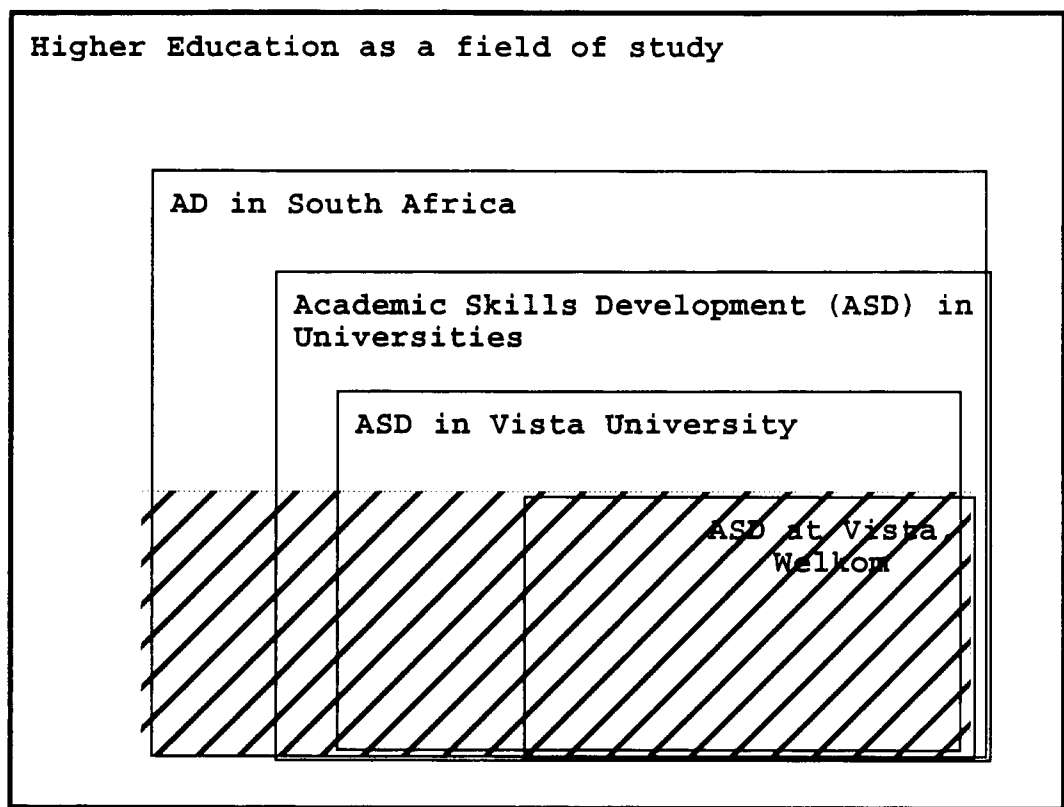 Higher Education as a field of study
AD in South Africa
Academic Skills Development (ASD) in
Universities
ASD in Vista University
ASD at Vista
Welkom